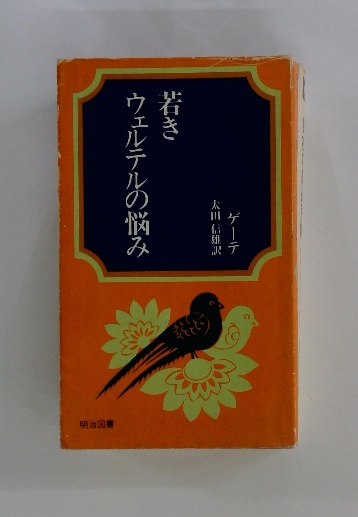 若き
ウェルテルの悩み
ゲーテ
太田信雄訳
明治図書